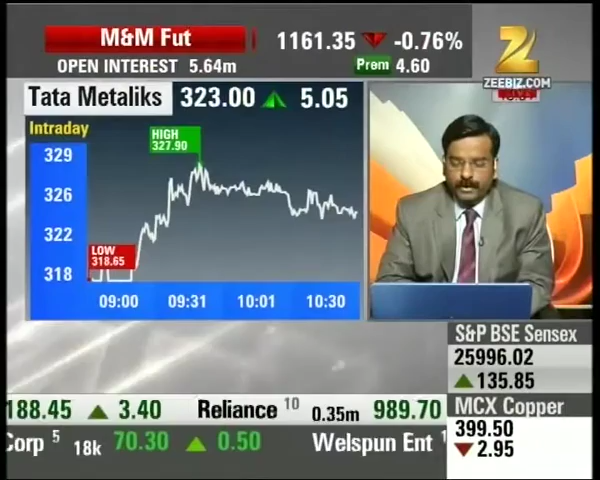 M&M Fut 1161.35 -0.76%
OPEN INTEREST 5.64m Prem 4.60
ZEEBIZ.COM
Tata Metaliks 323.00 5.05
Intraday
HIGH
327.90
329
326
322
318
LOW
318.65
09:00 09:31 10:01 10:30
S&P BSE Sensex
25996.02
135.85
MCX Copper
399.50
2.95
188.45 3.40 Reliance 10 0.35m 989.70
Corp 5 18k 70.30 0.50 Welspun Ent